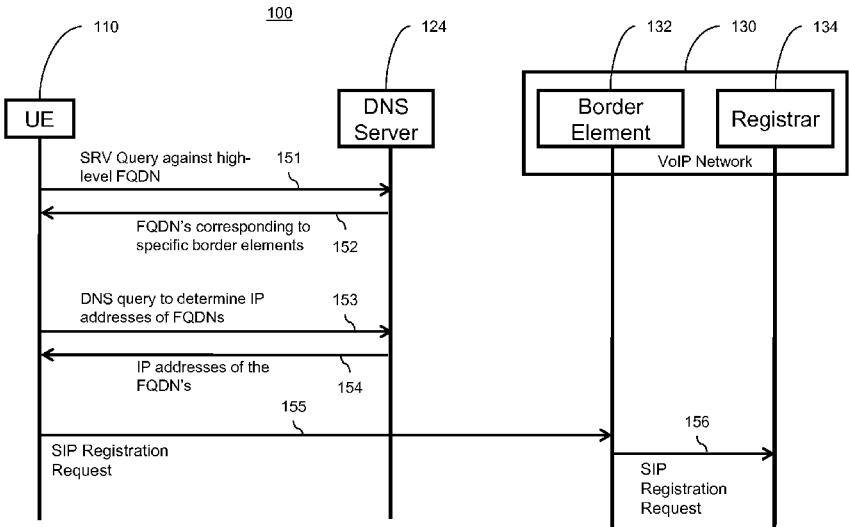 100
110
124
132
130
134
UE
DNS
Server
Border
Element
Registrar
VoIP Network
SRV Query against high-
level FQDN
151
FQDN's corresponding to
specific border elements
152
DNS query to determine IP
addresses of FQDNs
153
IP addresses of the
FQDN's
154
155
SIP Registration
Request
156
SIP
Registration
Request